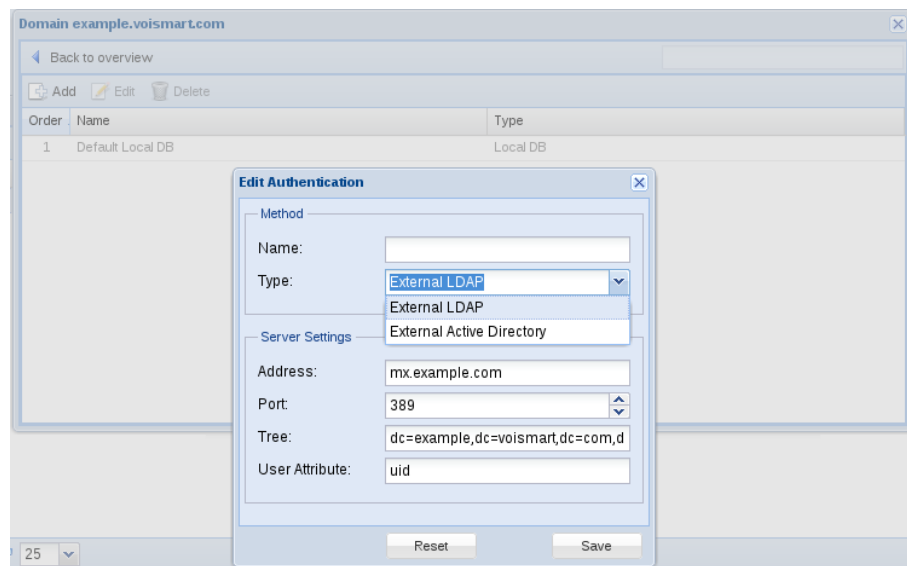 Domain example.voismart.com
Back to overview
Add Edit Delete
Order Name Type
1 Default Local DB Local DB
Edit Authentication
Method
Name:
Type: External LDAP
External LDAP
External Active Directory
Server Settings
Address: mx.example.com
Port: 389
Tree: dc=example,dc=voismart,dc=com,d
User Attribute: uid
Reset Save
25